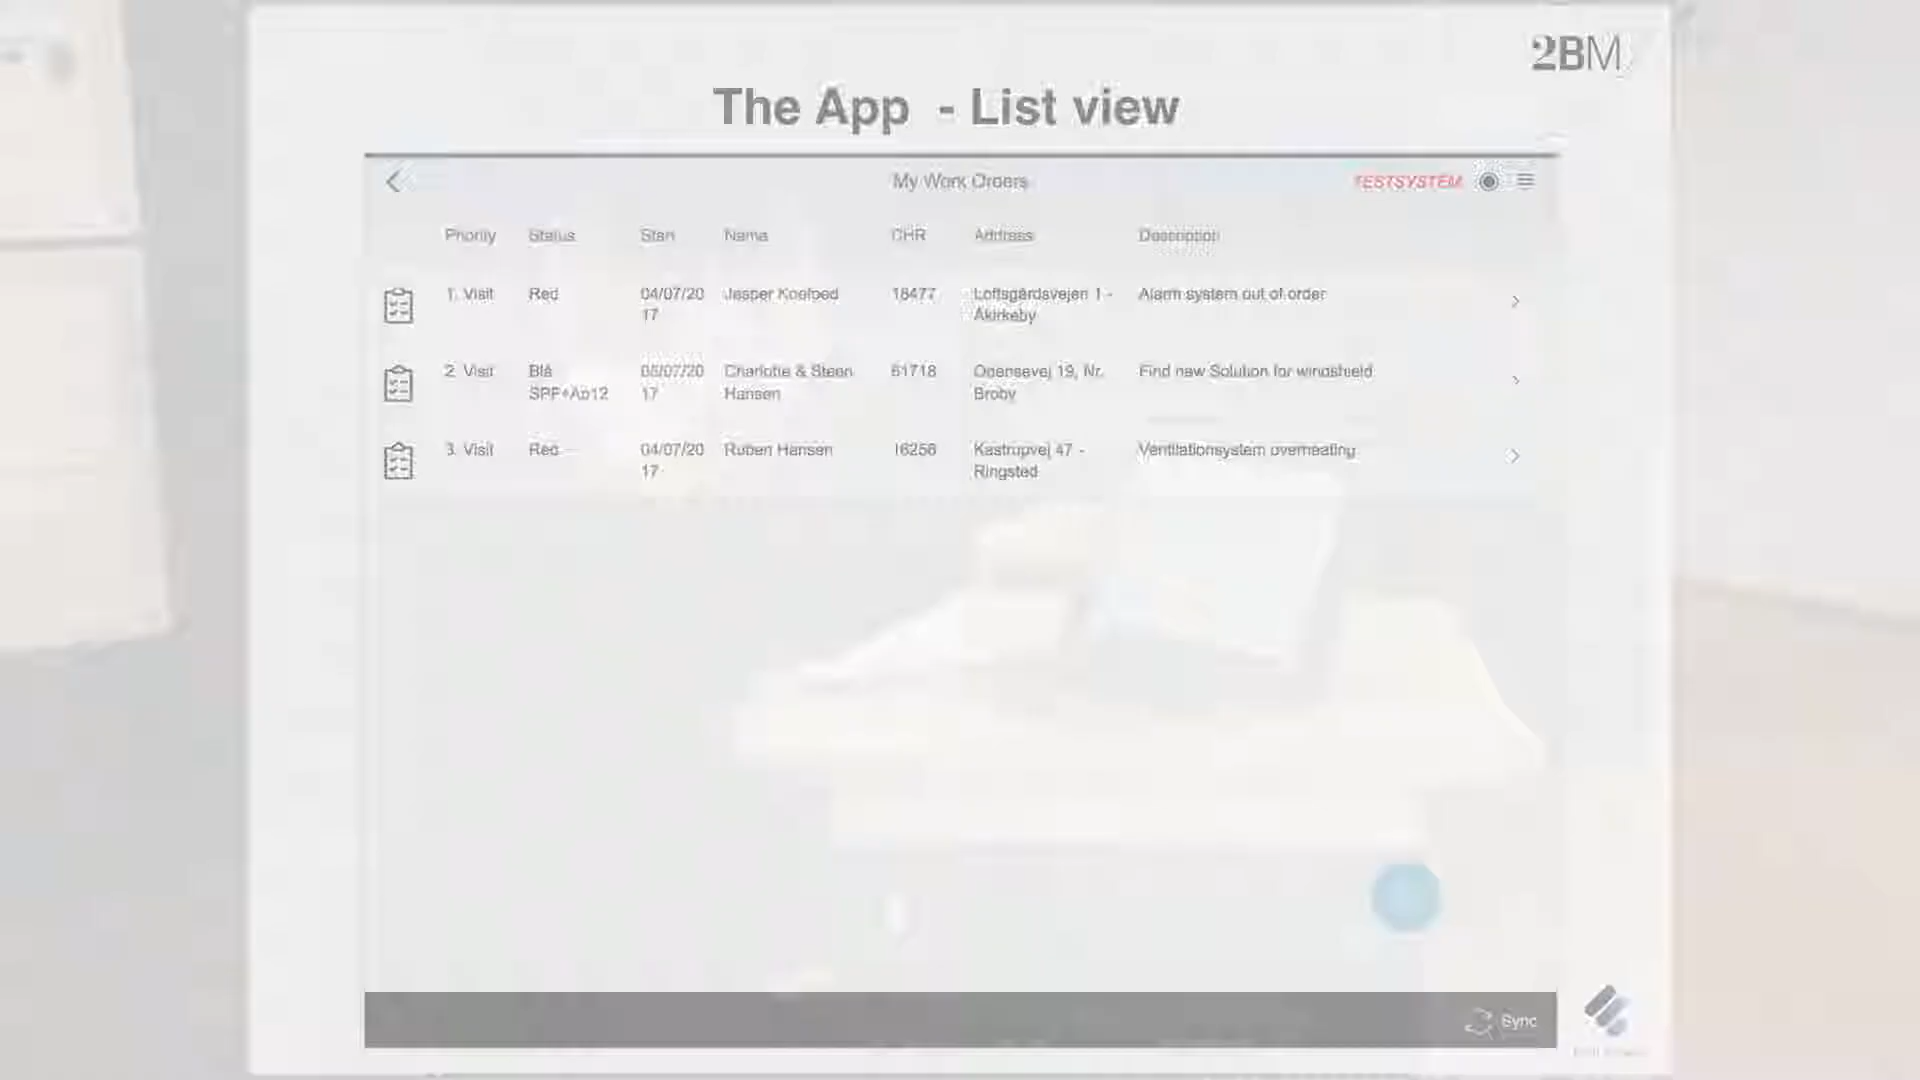 2BM
The App - List view
My Work Orders
TESTSYSTEM
Priority Status Start Name CHR Address Description
1. Visit Red 04/07/20 Jesper Koefoed 18477 Loftsgårdsvejen 1 - Alarm system out of order
17 Akirkeby
2. Visit Blå 06/07/20 Charlotte & Steen 61718 Odensevej 19, Nr. Find new Solution for windshield
SPF+Ap12 17 Hansen Broby
3. Visit Red 04/07/20 Ruben Hansen 16258 Kastrupvej 47 - Ventilationsystem overheating
17 Ringsted
Sync